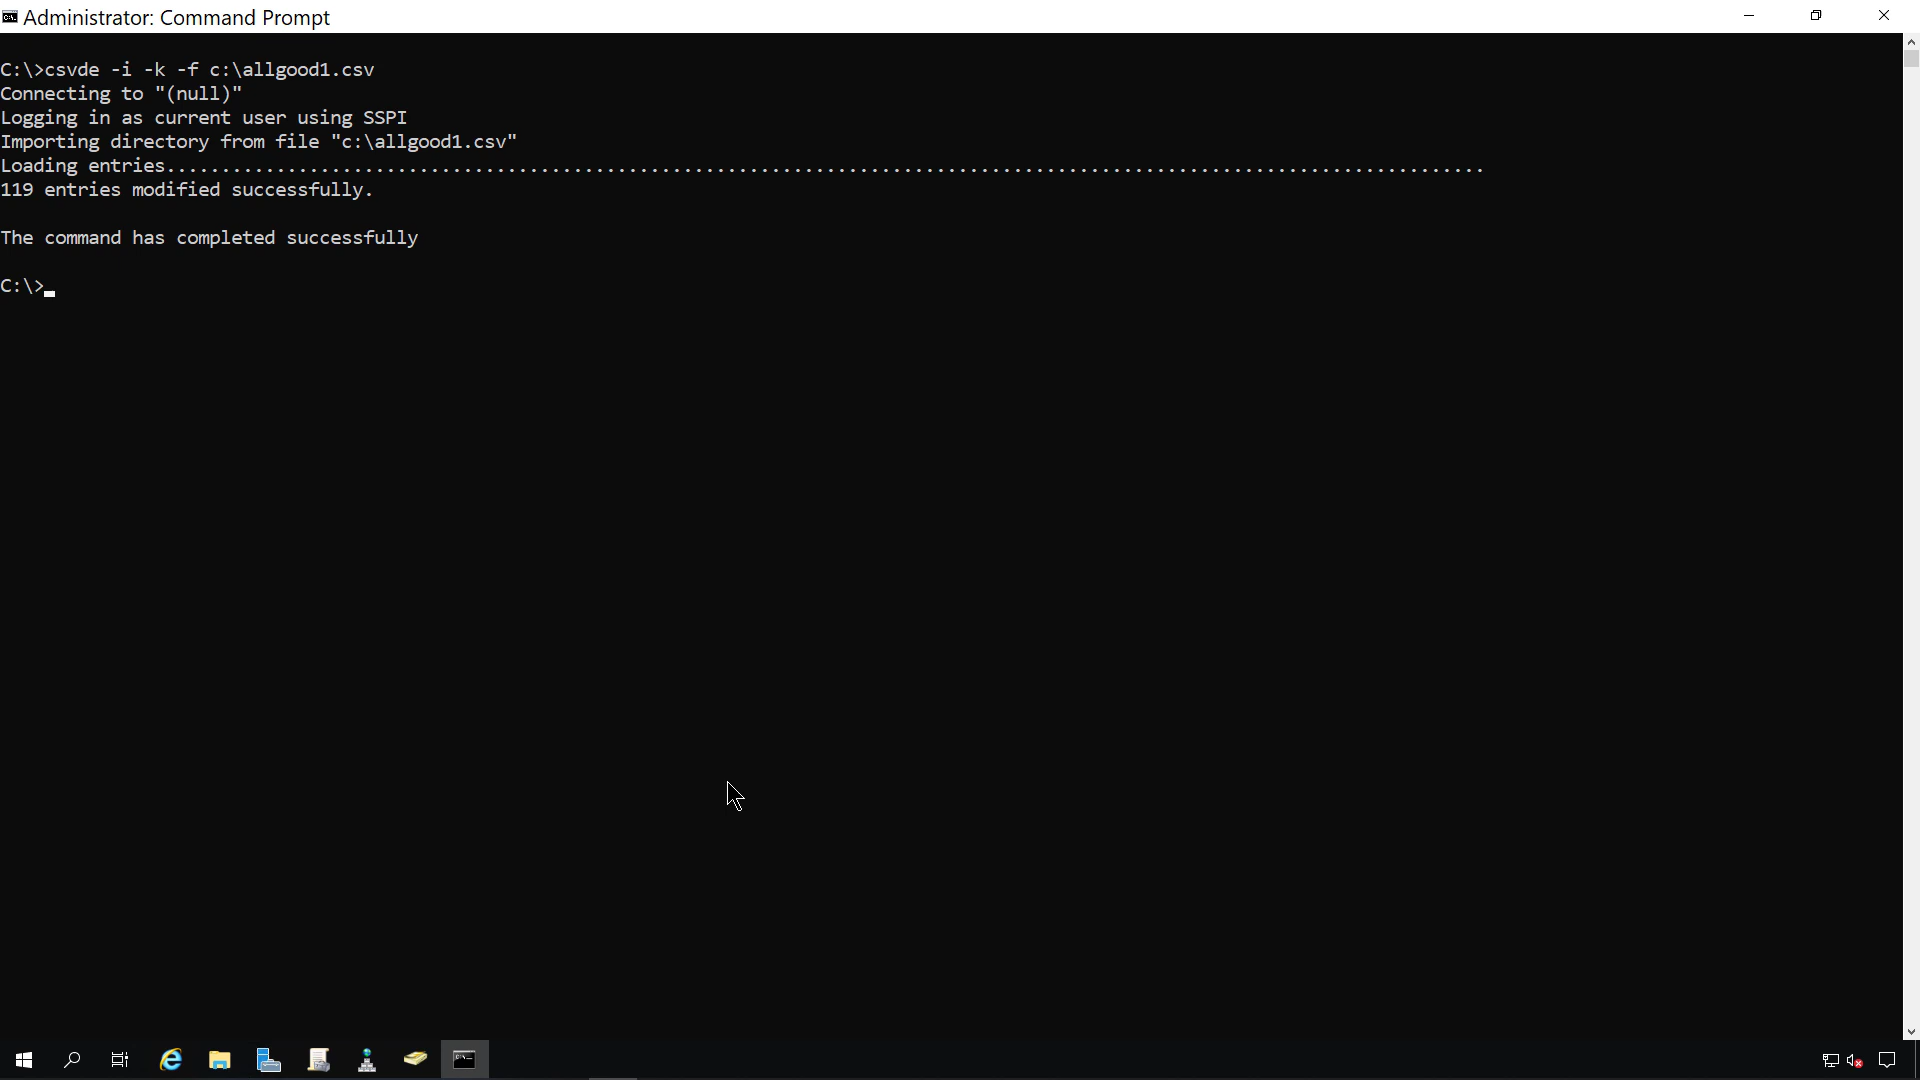 Administrator: Command Prompt
C:\>csvde -i -k -f c:\allgood1.csv
Connecting to "(null)"
Logging in as current user using SSPI
Importing directory from file "c:\allgood1.csv"
Loading entries........................................................................................................................
119 entries modified successfully.
The command has completed successfully
C:\>